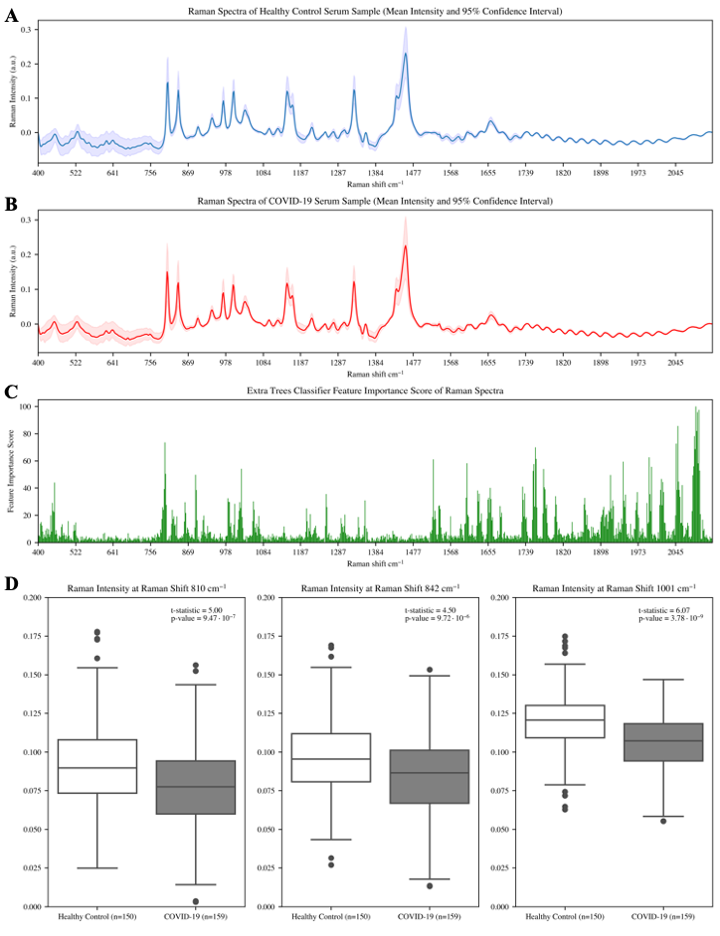 A
Raman Spectra of Healthy Control Serum Sample (Mean Intensity and 95% Confidence Interval)
Raman Intensity (a.u.)
0.3
0.2
0.1
0.0
400 522 641 756 869 978 1084 1187 1287 1384 1477 1568 1655 1739 1820 1898 1973 2045
Raman shift cm⁻¹
B
Raman Spectra of COVID-19 Serum Sample (Mean Intensity and 95% Confidence Interval)
Raman Intensity (a.u.)
0.3
0.2
0.1
0.0
400 522 641 756 869 978 1084 1187 1287 1384 1477 1568 1655 1739 1820 1898 1973 2045
Raman shift cm⁻¹
C
Extra Trees Classifier Feature Importance Score of Raman Spectra
Feature Importance Score
100
80
60
40
20
0
400 522 641 756 869 978 1084 1187 1287 1384 1477 1568 1655 1739 1820 1898 1973 2045
Raman shift cm⁻¹
D
Raman Intensity at Raman Shift 810 cm⁻¹
t-statistic = 5.00
p-value = 9.47 · 10⁻⁷
0.200
0.175
0.150
0.125
0.100
0.075
0.050
0.025
0.000
Healthy Control (n=150) COVID-19 (n=159)
Raman Intensity at Raman Shift 842 cm⁻¹
t-statistic = 4.50
p-value = 9.72 · 10⁻⁶
0.200
0.175
0.150
0.125
0.100
0.075
0.050
0.025
0.000
Healthy Control (n=150) COVID-19 (n=159)
Raman Intensity at Raman Shift 1001 cm⁻¹
t-statistic = 6.07
p-value = 3.78 · 10⁻⁹
0.200
0.175
0.150
0.125
0.100
0.075
0.050
0.025
0.000
Healthy Control (n=150) COVID-19 (n=159)